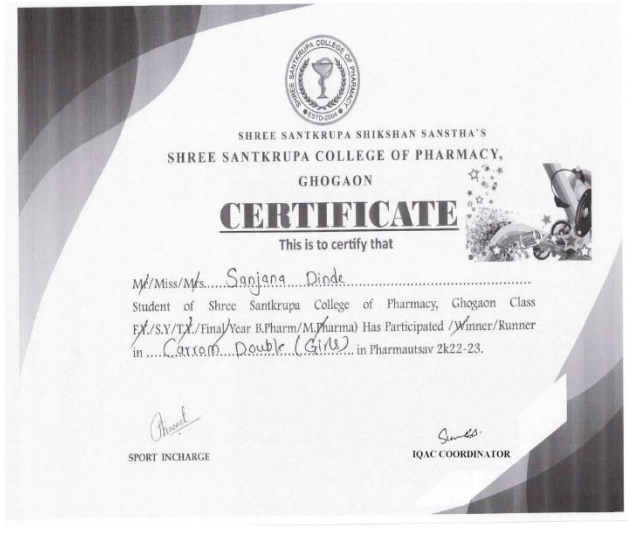 SHREE SANTKRUPA COLLEGE OF PHARMACY
ESTD-2004
SHREE SANTKRUPA SHIKSHAN SANSTHA`S
SHREE SANTKRUPA COLLEGE OF PHARMACY,
GHOGAON
CERTIFICATE
This is to certify that
Mr/Miss/Mrs. Sanjana Dinde
Student of Shree Santkrupa College of Pharmacy, Ghogaon Class
F.Y./S.Y/T.Y./Final Year B.Pharm/M.Pharma) Has Participated /Winner/Runner
in Carrom Double (Girls) in Pharmautsav 2k22-23.
SPORT INCHARGE
IQAC COORDINATOR